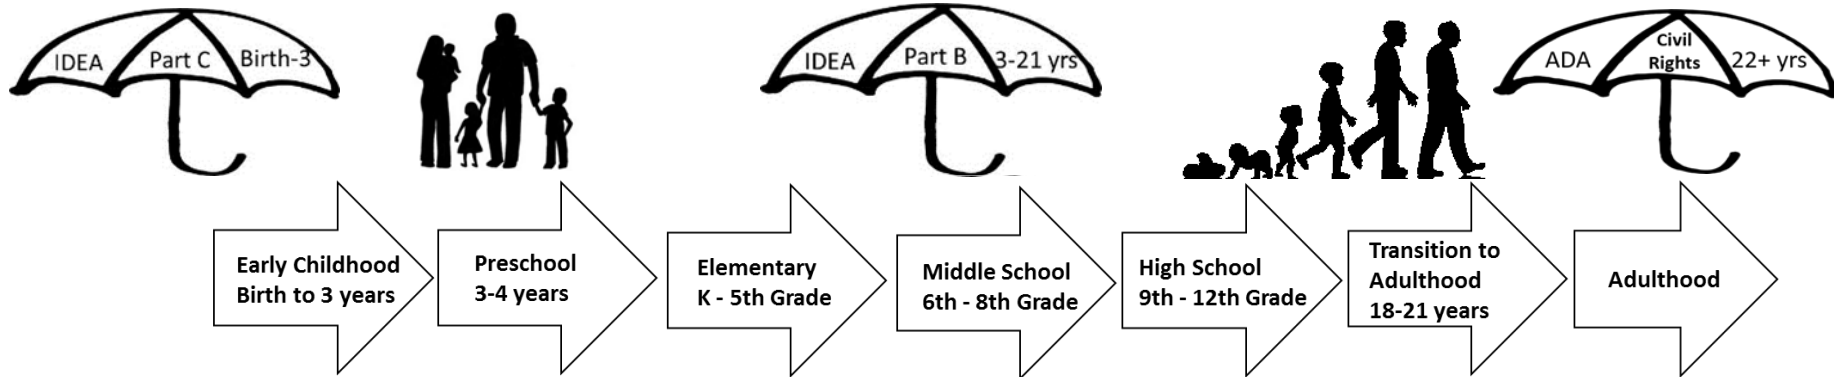 IDEA Part C Birth-3
IDEA Part B 3-21 yrs
ADA Civil Rights 22+ yrs
Early Childhood
Birth to 3 years
Preschool
3-4 years
Elementary
K - 5th Grade
Middle School
6th - 8th Grade
High School
9th - 12th Grade
Transition to
Adulthood
18-21 years
Adulthood